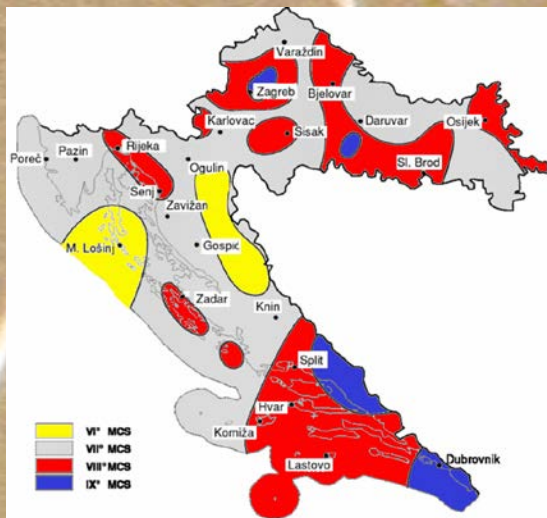 Varaždin
Zagreb
Bjelovar
Karlovac
Sisak
Daruvar
Osijek
Sl. Brod
Rijeka
Pazin
Poreč
Ogulin
Senj
Zavižan
M. Lošinj
Gospić
Zadar
Knin
Split
Hvar
Komiža
Lastovo
Dubrovnik
VI° MCS
VII° MCS
VIII° MCS
IX° MCS